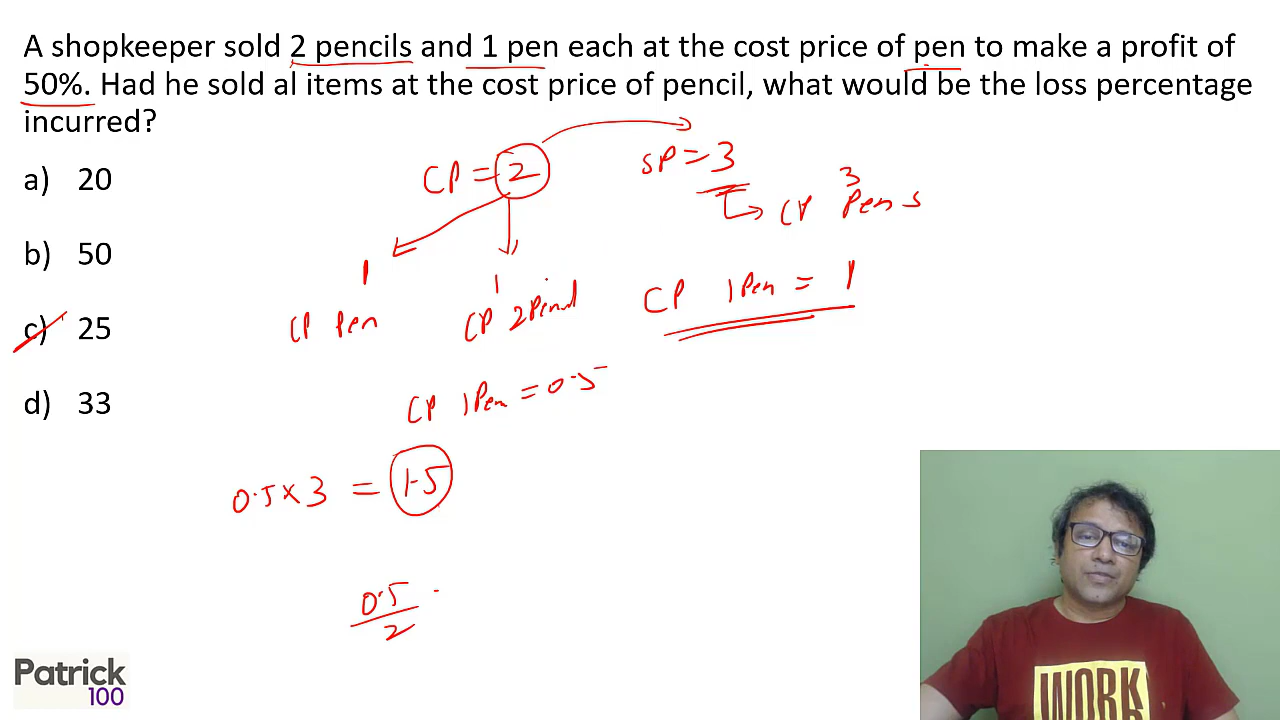 A shopkeeper sold 2 pencils and 1 pen each at the cost price of pen to make a profit of
50%. Had he sold al items at the cost price of pencil, what would be the loss percentage
incurred?
a) 20
b) 50
c) 25
d) 33
CP = 2
SP = 3
CP 3 Pens
1
CP Pen
1
CP 2 Pencil
CP 1 Pen = 1
CP 1 Pen = 0.5
0.5 × 3 = 1.5
0.5
2
Patrick
100
WORK